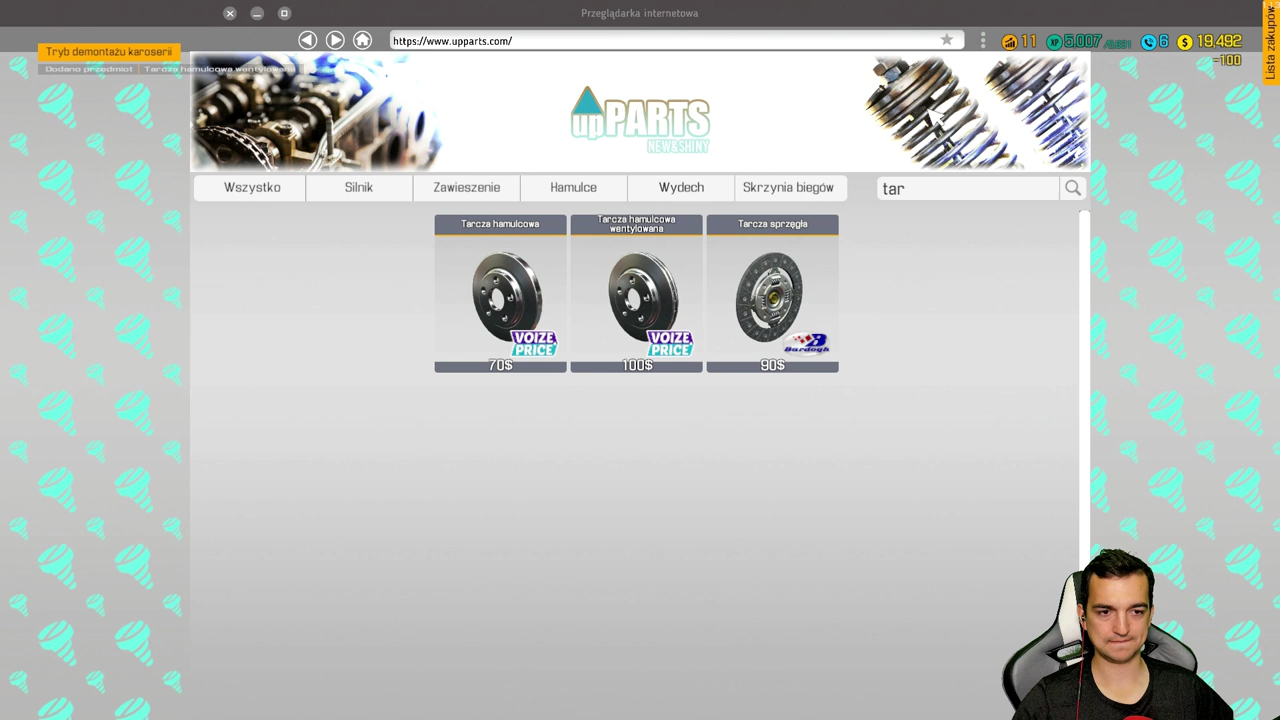 Przeglądarka internetowa
https://www.upparts.com/
Tryb demontażu karoserii
Dodano przedmiot Tarcza hamulcowa wentylowana
11
XP 5,007
6
$ 19,492
-100
Lista zakupów
upPARTS
NEW&SHINY
Wszystko
Silnik
Zawieszenie
Hamulce
Wydech
Skrzynia biegów
tar
Tarcza hamulcowa
Tarcza hamulcowa
wentylowana
Tarcza sprzęgła
VOIZE
PRICE
VOIZE
PRICE
70$
100$
90$